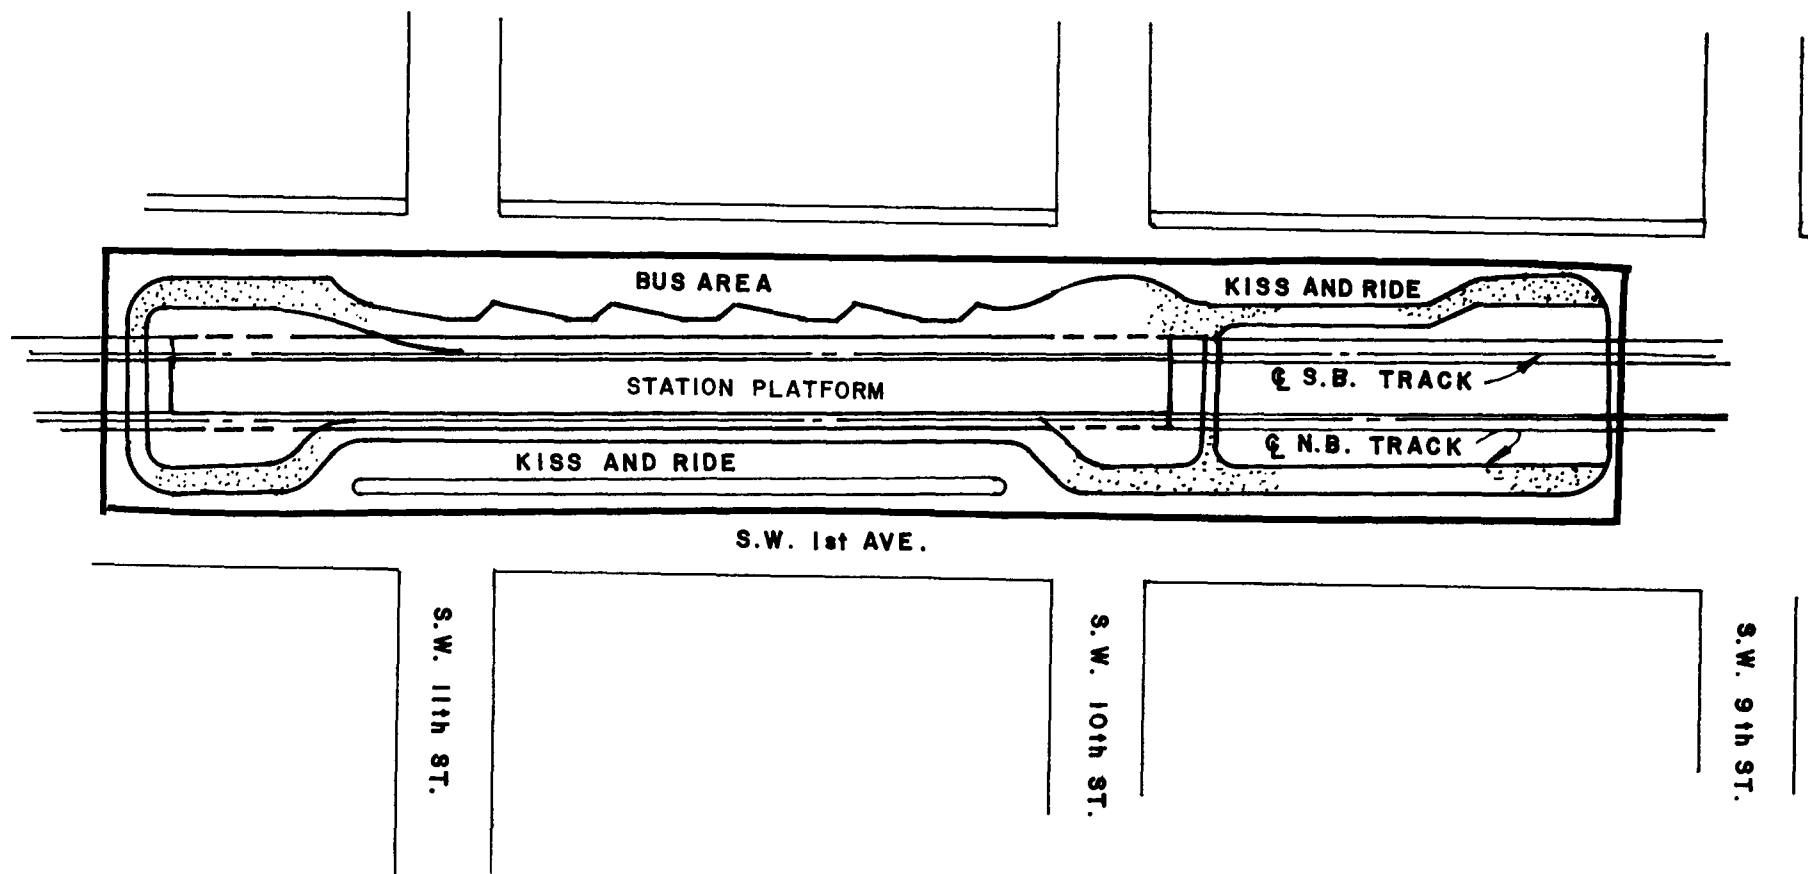 BUS AREA
KISS AND RIDE
STATION PLATFORM
℄ S.B. TRACK
℄ N.B. TRACK
KISS AND RIDE
S.W. 1st AVE.
S.W. 11th ST.
S.W. 10th ST.
S.W. 9th ST.